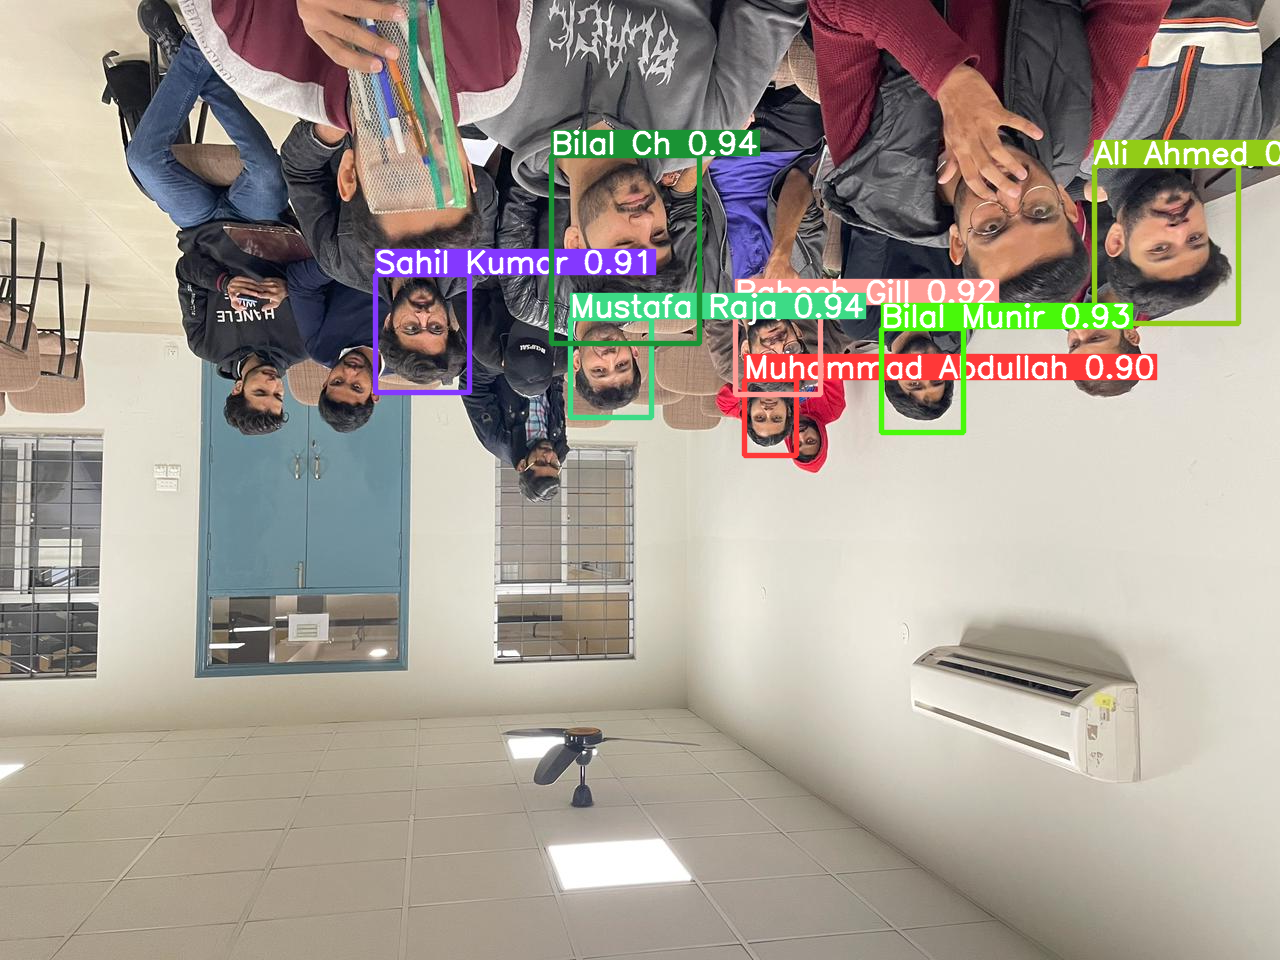 Bilal Ch 0.94
Ali Ahmed 0
Sahil Kumar 0.91
Gill 0.92
Mustafa Raja 0.94
Bilal Munir 0.93
Muhammad Abdullah 0.90